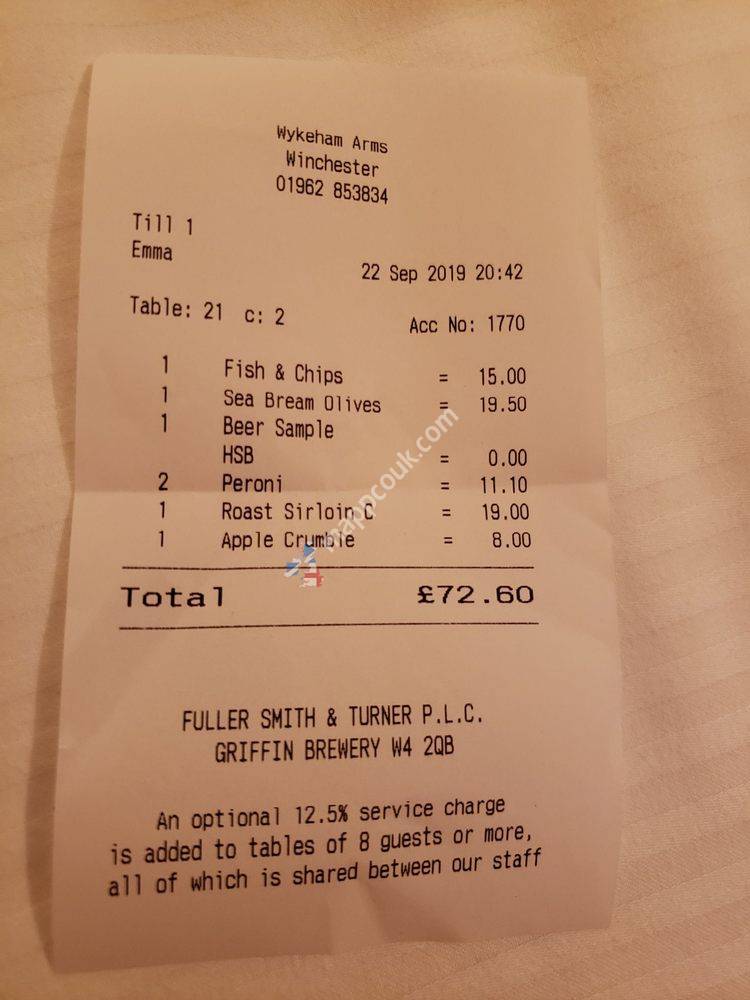 Wykeham Arms
Winchester
01962 853834
Till 1
Emma
22 Sep 2019 20:42
Table: 21 c: 2
Acc No: 1770
1 Fish & Chips = 15.00
1 Sea Bream Olives = 19.50
1 Beer Sample
HSB = 0.00
2 Peroni = 11.10
1 Roast Sirloin C = 19.00
1 Apple Crumble = 8.00
Total £72.60
FULLER SMITH & TURNER P.L.C.
GRIFFIN BREWERY W4 2QB
An optional 12.5% service charge
is added to tables of 8 guests or more,
all of which is shared between our staff
mappcouk.com